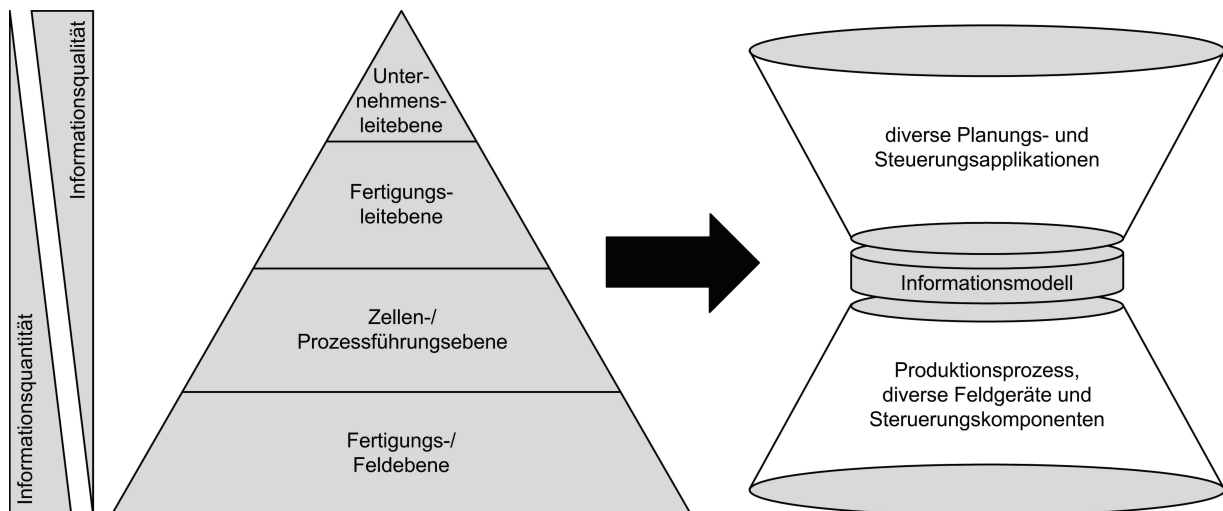 Informationsqualität
Informationsquantität
Unter-
nehmens-
leitebene
Fertigungs-
leitebene
Zellen-/
Prozessführungsebene
Fertigungs-/
Feldebene
diverse Planungs- und
Steuerungsapplikationen
Informationsmodell
Produktionsprozess,
diverse Feldgeräte und
Steruerungskomponenten